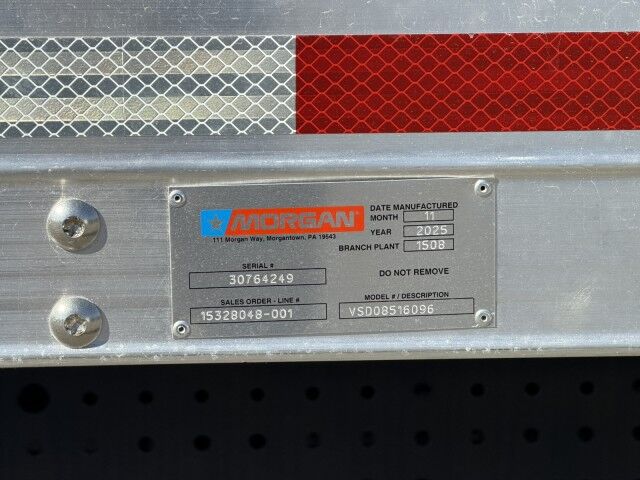 MORGAN
111 Morgan Way, Morgantown, PA 19543
DATE MANUFACTURED
MONTH 11
YEAR 2025
BRANCH PLANT 1508
SERIAL #
30764249
DO NOT REMOVE
SALES ORDER - LINE #
15328048-001
MODEL # / DESCRIPTION
VSD08516096